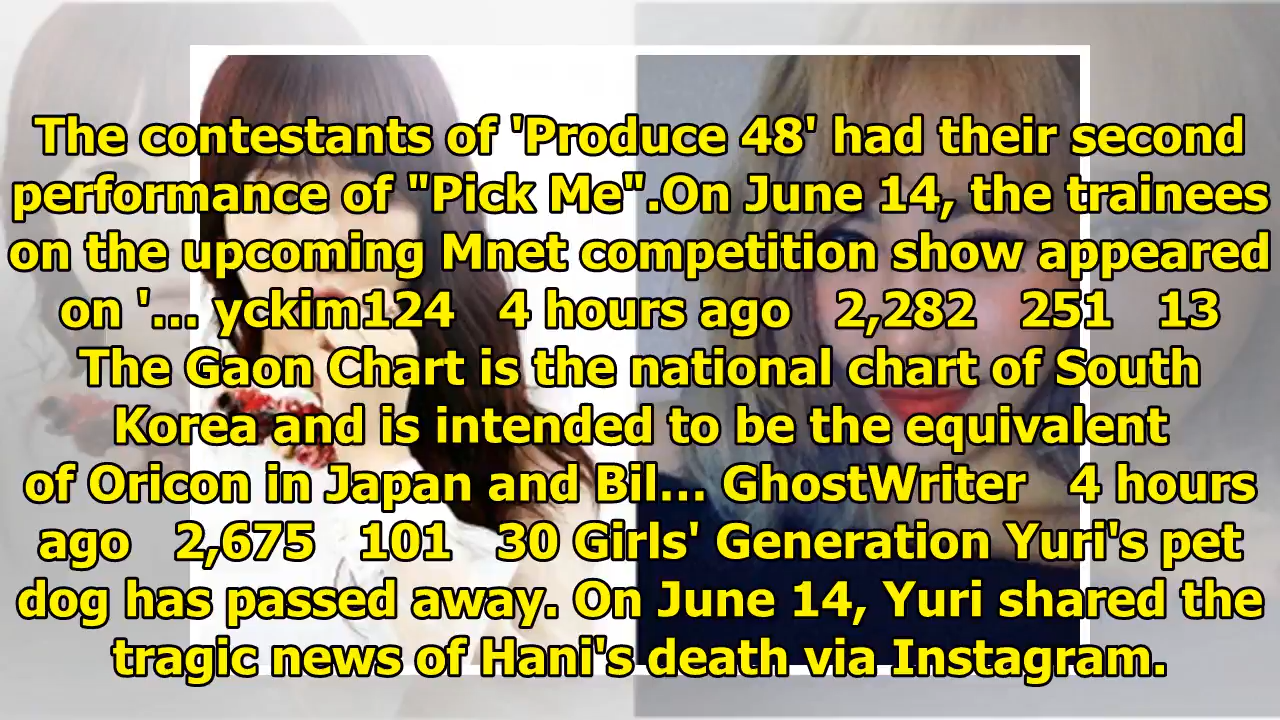 The contestants of 'Produce 48' had their second
performance of "Pick Me".On June 14, the trainees
on the upcoming Mnet competition show appeared
on '... yckim124 4 hours ago 2,282 251 13
The Gaon Chart is the national chart of South
Korea and is intended to be the equivalent
of Oricon in Japan and Bil... GhostWriter 4 hours
ago 2,675 101 30 Girls' Generation Yuri's pet
dog has passed away. On June 14, Yuri shared the
tragic news of Hani's death via Instagram.